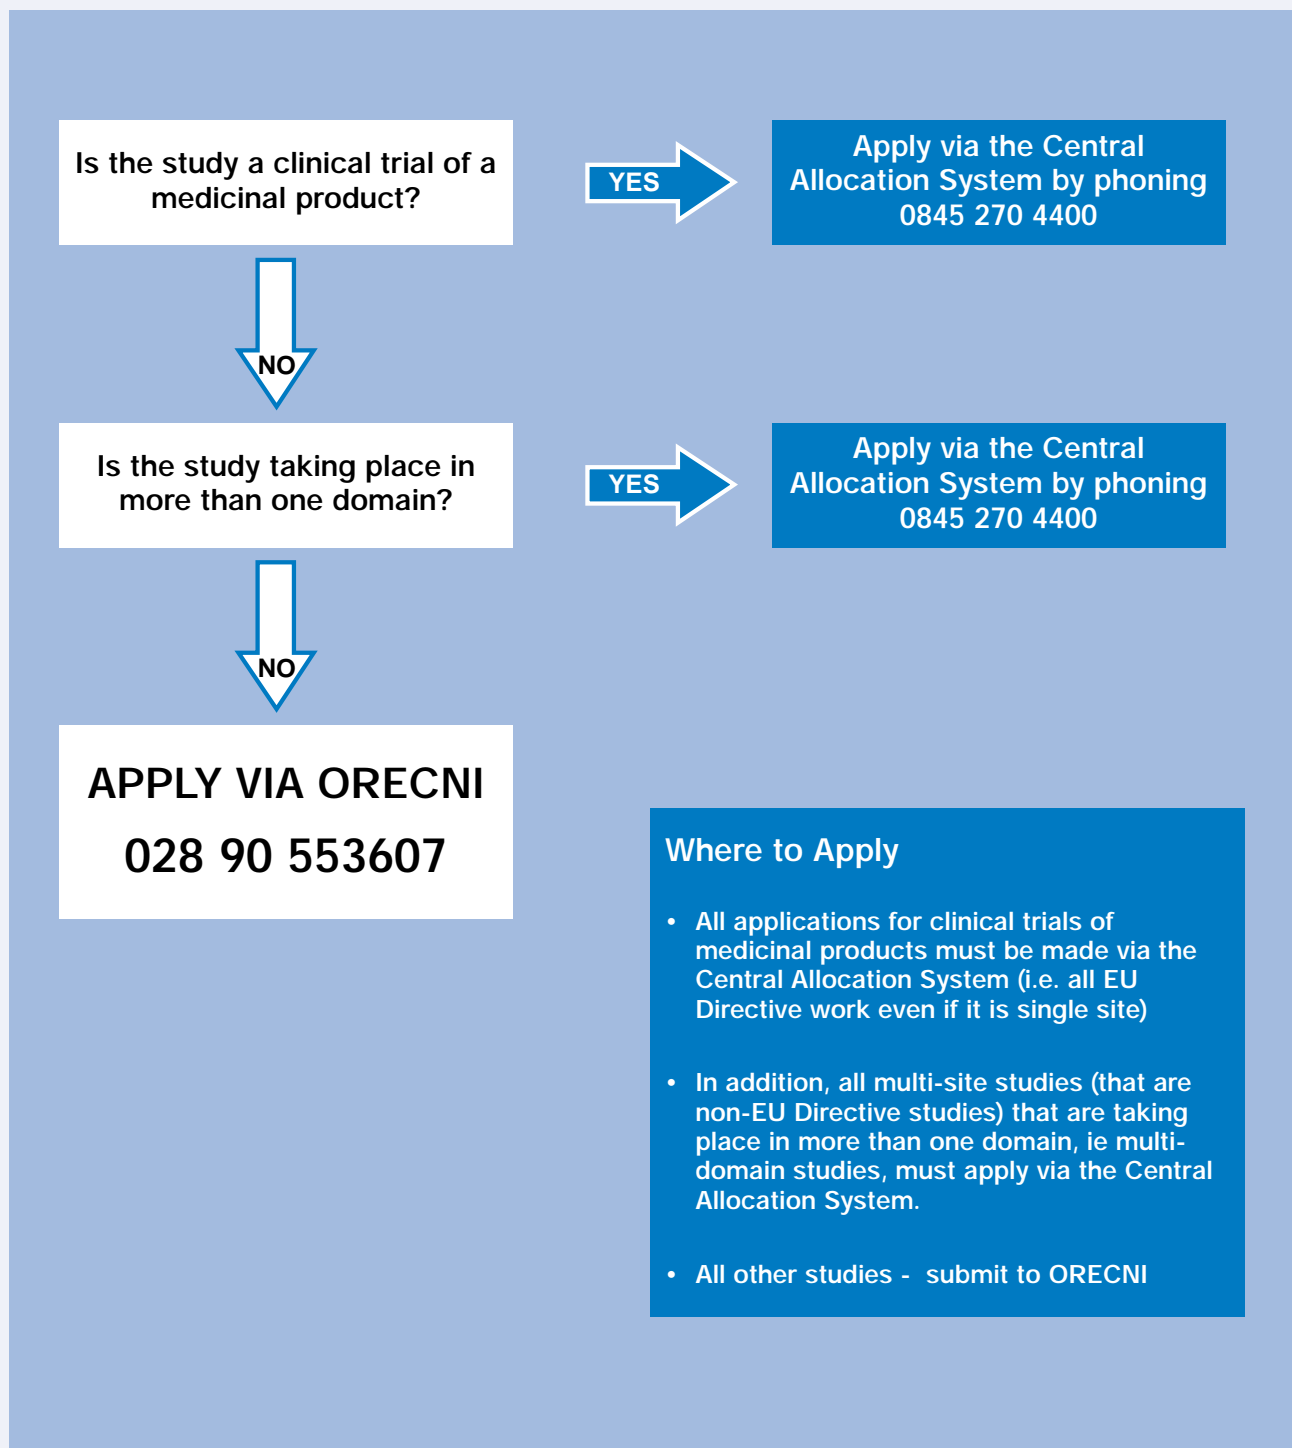 Is the study a clinical trial of a
medicinal product?
YES
Apply via the Central
Allocation System by phoning
0845 270 4400
NO
Is the study taking place in
more than one domain?
YES
Apply via the Central
Allocation System by phoning
0845 270 4400
NO
APPLY VIA ORECNI
028 90 553607
Where to Apply
• All applications for clinical trials of
medicinal products must be made via the
Central Allocation System (i.e. all EU
Directive work even if it is single site)
• In addition, all multi-site studies (that are
non-EU Directive studies) that are taking
place in more than one domain, ie multi-
domain studies, must apply via the Central
Allocation System.
• All other studies - submit to ORECNI